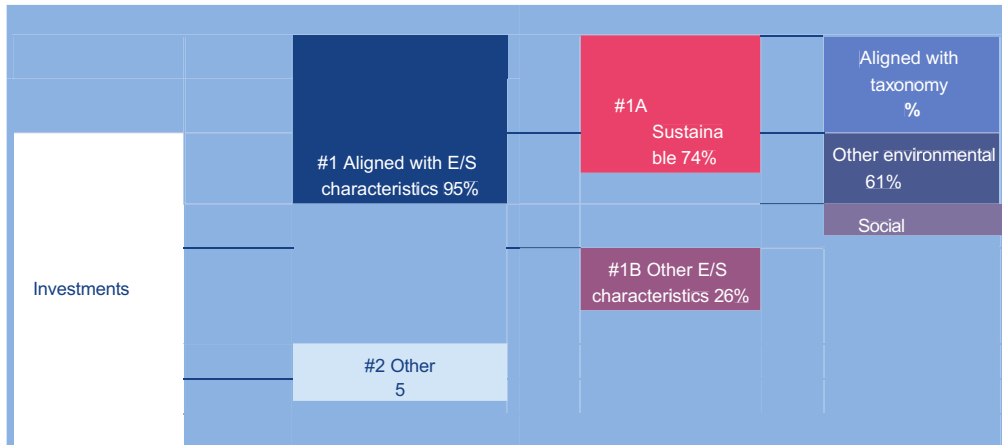 Investments
#1 Aligned with E/S
characteristics 95%
#2 Other
5
#1A
Sustaina
ble 74%
#1B Other E/S
characteristics 26%
Aligned with
taxonomy
%
Other environmental
61%
Social